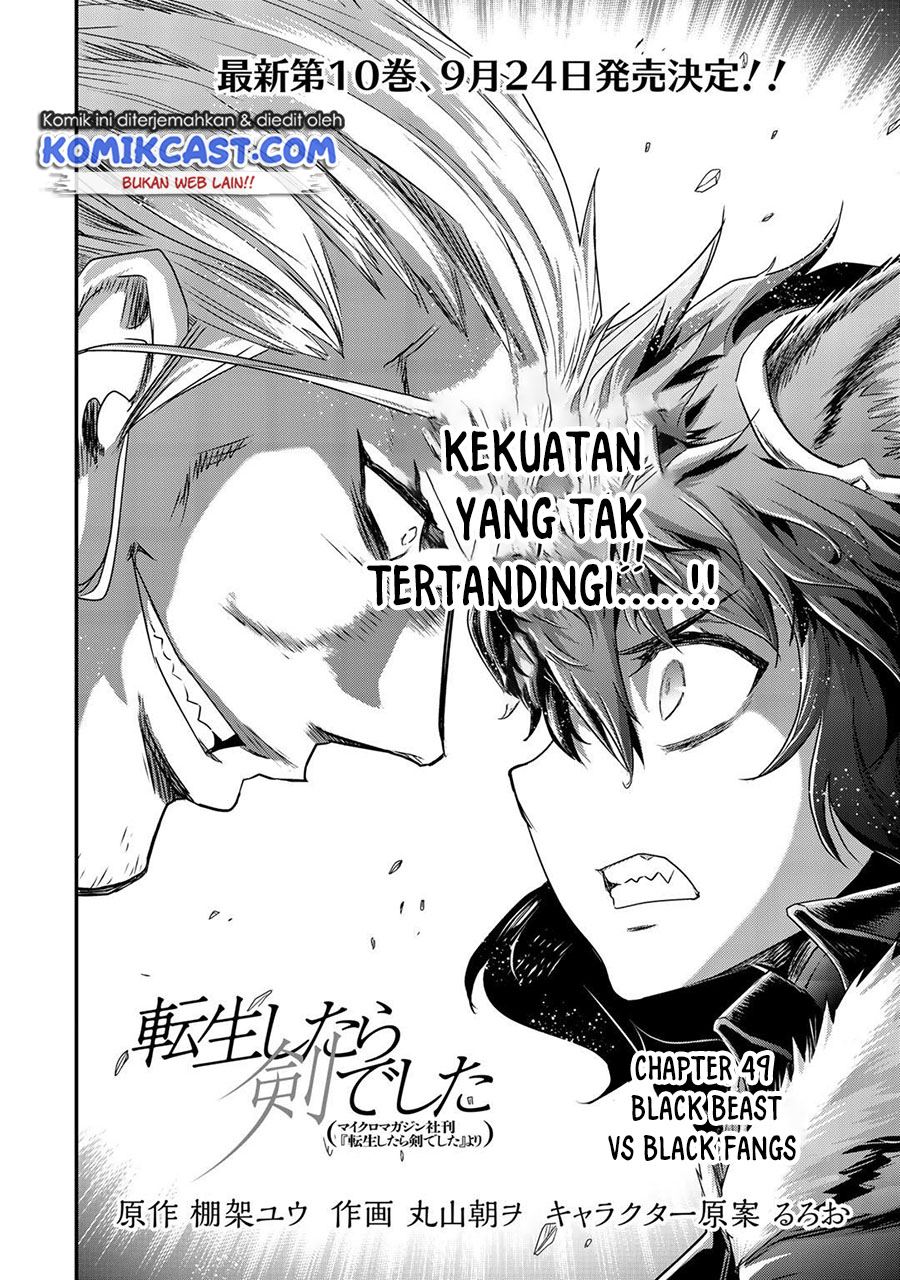 最新第10巻、9月24日発売決定!!
Komik ini diterjemahkan & diedit oleh
KOMIKCAST.COM
BUKAN WEB LAIN!!
KEKUATAN
YANG TAK
TERTANDINGI.....!!
転生したら
剣でした
(マイクロマガジン社刊
『転生したら剣でした』より)
CHAPTER 49
BLACK BEAST
VS BLACK FANGS
原作 棚架ユウ 作画 丸山朝ヲ キャラクター原案 るろお